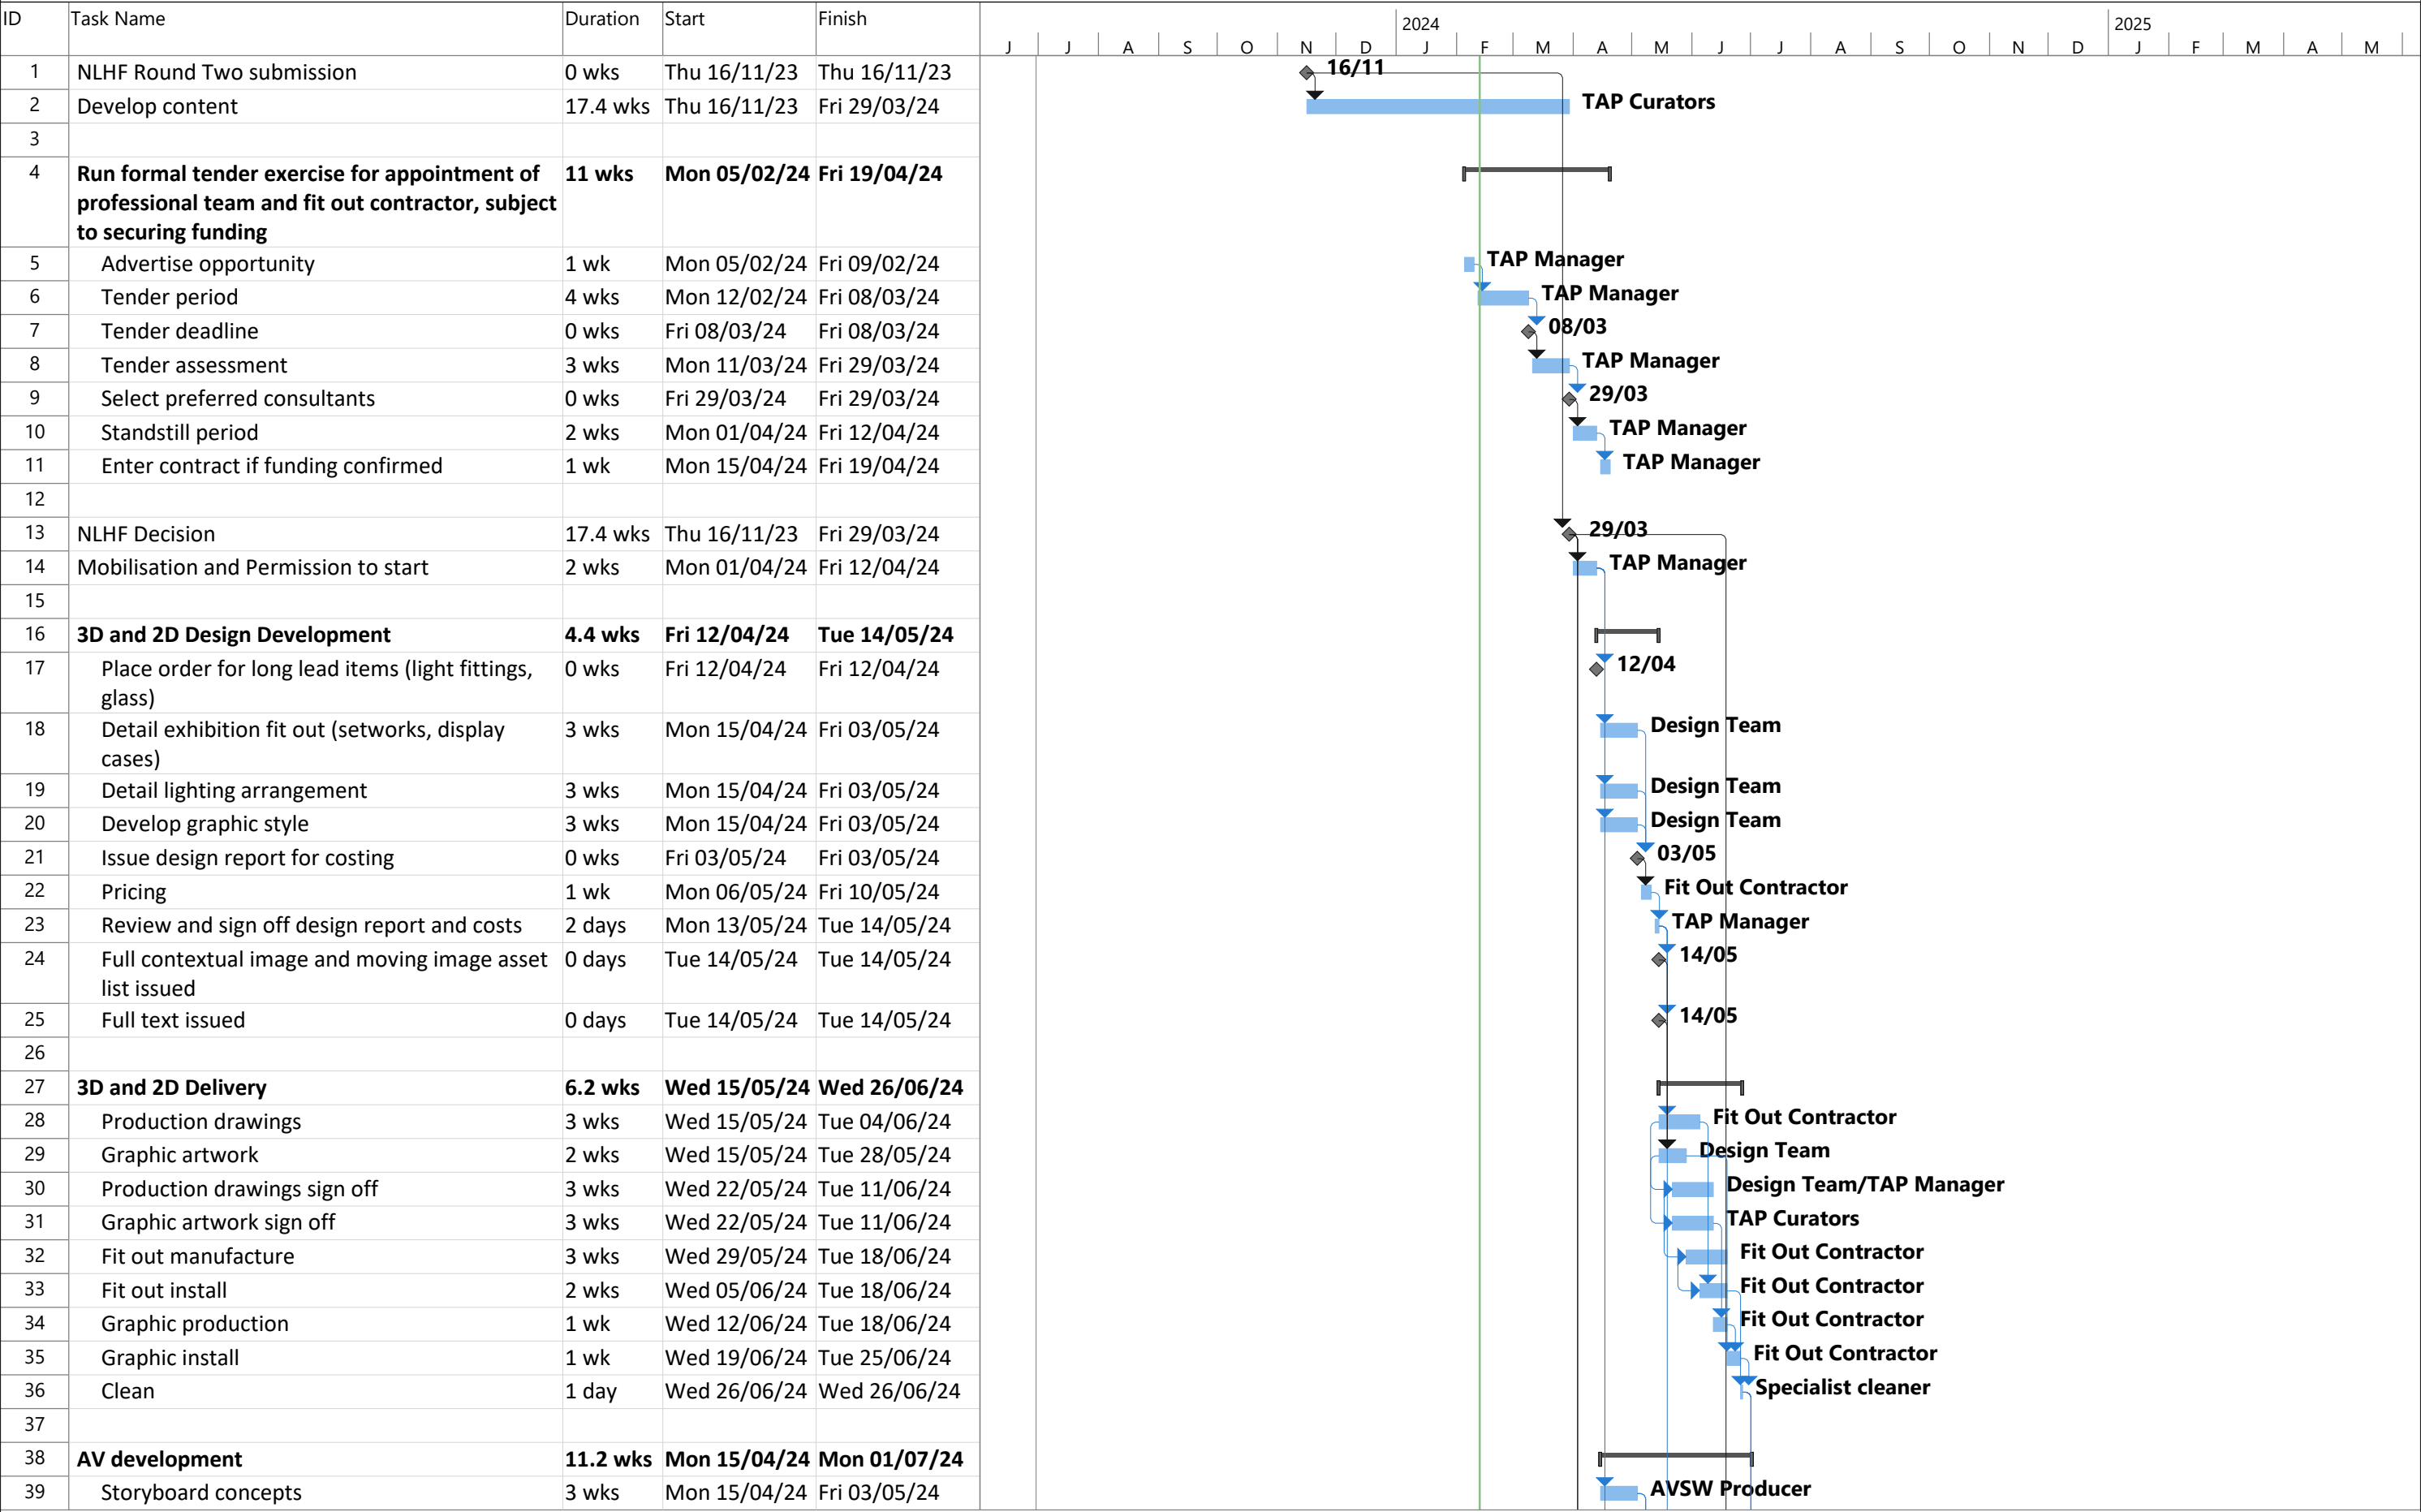 ID Task Name Duration Start Finish
2024 2025
J J A S O N D J F M A M J J A S O N D J F M A M
1 NLHF Round Two submission 0 wks Thu 16/11/23 Thu 16/11/23 16/11
2 Develop content 17.4 wks Thu 16/11/23 Fri 29/03/24 TAP Curators
3
4 Run formal tender exercise for appointment of 11 wks Mon 05/02/24 Fri 19/04/24
professional team and fit out contractor, subject
to securing funding
5 Advertise opportunity 1 wk Mon 05/02/24 Fri 09/02/24 TAP Manager
6 Tender period 4 wks Mon 12/02/24 Fri 08/03/24 TAP Manager
7 Tender deadline 0 wks Fri 08/03/24 Fri 08/03/24 08/03
8 Tender assessment 3 wks Mon 11/03/24 Fri 29/03/24 TAP Manager
9 Select preferred consultants 0 wks Fri 29/03/24 Fri 29/03/24 29/03
10 Standstill period 2 wks Mon 01/04/24 Fri 12/04/24 TAP Manager
11 Enter contract if funding confirmed 1 wk Mon 15/04/24 Fri 19/04/24 TAP Manager
12
13 NLHF Decision 17.4 wks Thu 16/11/23 Fri 29/03/24 29/03
14 Mobilisation and Permission to start 2 wks Mon 01/04/24 Fri 12/04/24 TAP Manager
15
16 3D and 2D Design Development 4.4 wks Fri 12/04/24 Tue 14/05/24
17 Place order for long lead items (light fittings, 0 wks Fri 12/04/24 Fri 12/04/24 12/04
glass)
18 Detail exhibition fit out (setworks, display 3 wks Mon 15/04/24 Fri 03/05/24 Design Team
cases)
19 Detail lighting arrangement 3 wks Mon 15/04/24 Fri 03/05/24 Design Team
20 Develop graphic style 3 wks Mon 15/04/24 Fri 03/05/24 Design Team
21 Issue design report for costing 0 wks Fri 03/05/24 Fri 03/05/24 03/05
22 Pricing 1 wk Mon 06/05/24 Fri 10/05/24 Fit Out Contractor
23 Review and sign off design report and costs 2 days Mon 13/05/24 Tue 14/05/24 TAP Manager
24 Full contextual image and moving image asset 0 days Tue 14/05/24 Tue 14/05/24 14/05
list issued
25 Full text issued 0 days Tue 14/05/24 Tue 14/05/24 14/05
26
27 3D and 2D Delivery 6.2 wks Wed 15/05/24 Wed 26/06/24
28 Production drawings 3 wks Wed 15/05/24 Tue 04/06/24 Fit Out Contractor
29 Graphic artwork 2 wks Wed 15/05/24 Tue 28/05/24 Design Team
30 Production drawings sign off 3 wks Wed 22/05/24 Tue 11/06/24 Design Team/TAP Manager
31 Graphic artwork sign off 3 wks Wed 22/05/24 Tue 11/06/24 TAP Curators
32 Fit out manufacture 3 wks Wed 29/05/24 Tue 18/06/24 Fit Out Contractor
33 Fit out install 2 wks Wed 05/06/24 Tue 18/06/24 Fit Out Contractor
34 Graphic production 1 wk Wed 12/06/24 Tue 18/06/24 Fit Out Contractor
35 Graphic install 1 wk Wed 19/06/24 Tue 25/06/24 Fit Out Contractor
36 Clean 1 day Wed 26/06/24 Wed 26/06/24 Specialist cleaner
37
38 AV development 11.2 wks Mon 15/04/24 Mon 01/07/24
39 Storyboard concepts 3 wks Mon 15/04/24 Fri 03/05/24 AVSW Producer